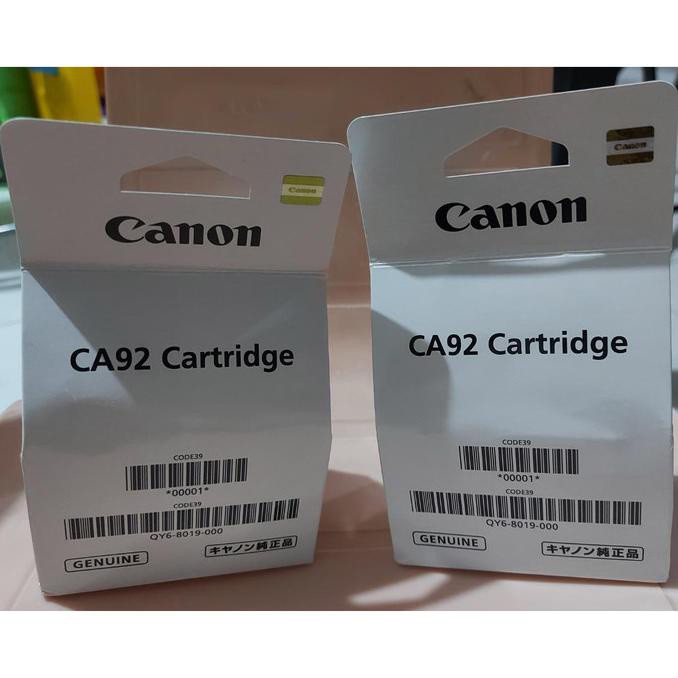 Canon
Canon
CA92 Cartridge
CODE39
*00001*
CODE39
QY6-8019-000
GENUINE
キヤノン純正品
Canon
Canon
CA92 Cartridge
CODE39
*00001*
CODE39
QY6-8019-000
GENUINE
キヤノン純正品